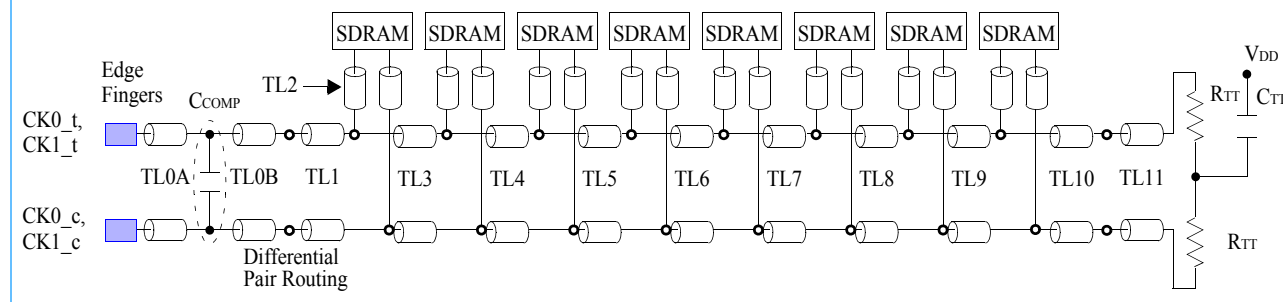 SDRAM SDRAM SDRAM SDRAM SDRAM SDRAM SDRAM SDRAM
Edge
Fingers
CCOMP
TL2
VDD
RTT
CTT
CK0_t,
CK1_t
TL0A TL0B TL1 TL3 TL4 TL5 TL6 TL7 TL8 TL9 TL10 TL11
CK0_c,
CK1_c
Differential
Pair Routing
RTT